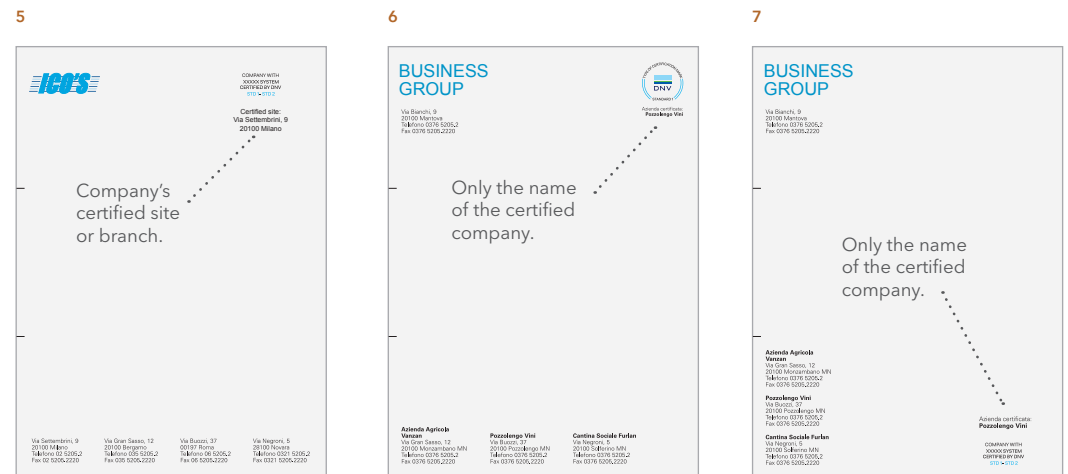 5
ICO'S
COMPANY WITH
XXXXX SYSTEM
CERTIFIED BY DNV
STD 1 - STD 2
Certified site:
Via Settembrini, 9
20100 Milano
Company's
certified site
or branch.
Via Settembrini, 9
20100 Milano
Telefono 02 5205.2
Fax 02 5205.2220
Via Gran Sasso, 12
20100 Bergamo
Telefono 035 5205.2
Fax 035 5205.2220
Via Buozzi, 37
00197 Roma
Telefono 06 5205.2
Fax 06 5205.2220
Via Negroni, 5
28100 Novara
Telefono 0321 5205.2
Fax 0321 5205.2220
6
BUSINESS
GROUP
Via Bianchi, 9
20100 Mantova
Telefono 0376 5205.2
Fax 0376 5205.2220
DNV
STANDARD 1
Azienda certificata:
Pozzolengo Vini
Only the name
of the certified
company.
Azienda Agricola
Vanzan
Via Gran Sasso, 12
20100 Monzambano MN
Telefono 0376 5205.2
Fax 0376 5205.2220
Pozzolengo Vini
Via Buozzi, 37
20100 Pozzolengo MN
Telefono 0376 5205.2
Fax 0376 5205.2220
Cantina Sociale Furlan
Via Negroni, 5
20100 Solferino MN
Telefono 0376 5205.2
Fax 0376 5205.2220
7
BUSINESS
GROUP
Via Bianchi, 9
20100 Mantova
Telefono 0376 5205.2
Fax 0376 5205.2220
Only the name
of the certified
company.
Azienda Agricola
Vanzan
Via Gran Sasso, 12
20100 Monzambano MN
Telefono 0376 5205.2
Fax 0376 5205.2220
Pozzolengo Vini
Via Buozzi, 37
20100 Pozzolengo MN
Telefono 0376 5205.2
Fax 0376 5205.2220
Cantina Sociale Furlan
Via Negroni, 5
20100 Solferino MN
Telefono 0376 5205.2
Fax 0376 5205.2220
Azienda certificata:
Pozzolengo Vini
COMPANY WITH
XXXXX SYSTEM
CERTIFIED BY DNV
STD 1 - STD 2